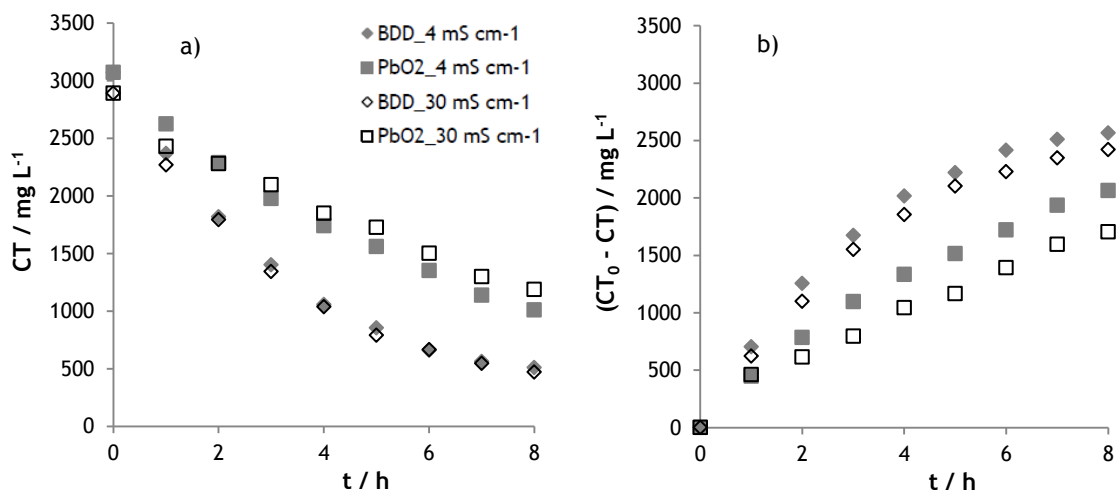 a)
BDD_4 mS cm-1
PbO2_4 mS cm-1
BDD_30 mS cm-1
PbO2_30 mS cm-1
CT / mg L⁻¹
3500
3000
2500
2000
1500
1000
500
0
0 2 4 6 8
t / h
b)
(CT₀ - CT) / mg L⁻¹
3500
3000
2500
2000
1500
1000
500
0
0 2 4 6 8
t / h